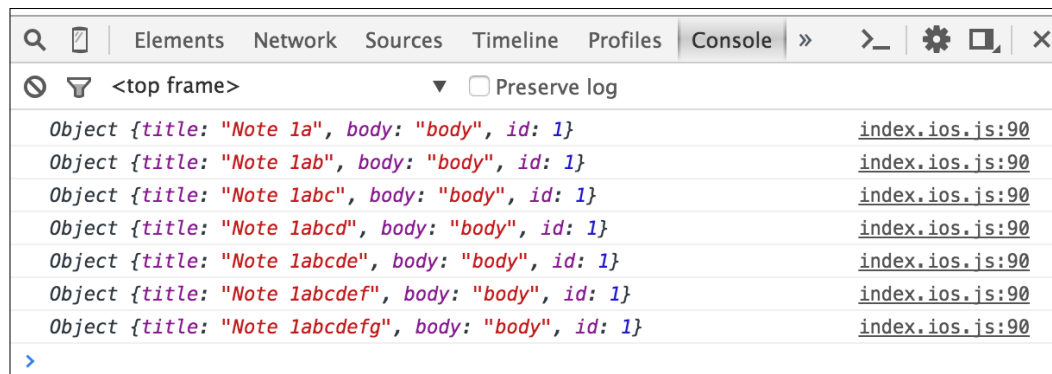 Elements Network Sources Timeline Profiles Console »
<top frame> ▼ Preserve log
Object {title: "Note 1a", body: "body", id: 1} index.ios.js:90
Object {title: "Note 1ab", body: "body", id: 1} index.ios.js:90
Object {title: "Note 1abc", body: "body", id: 1} index.ios.js:90
Object {title: "Note 1abcd", body: "body", id: 1} index.ios.js:90
Object {title: "Note 1abcde", body: "body", id: 1} index.ios.js:90
Object {title: "Note 1abcdef", body: "body", id: 1} index.ios.js:90
Object {title: "Note 1abcdefg", body: "body", id: 1} index.ios.js:90
>